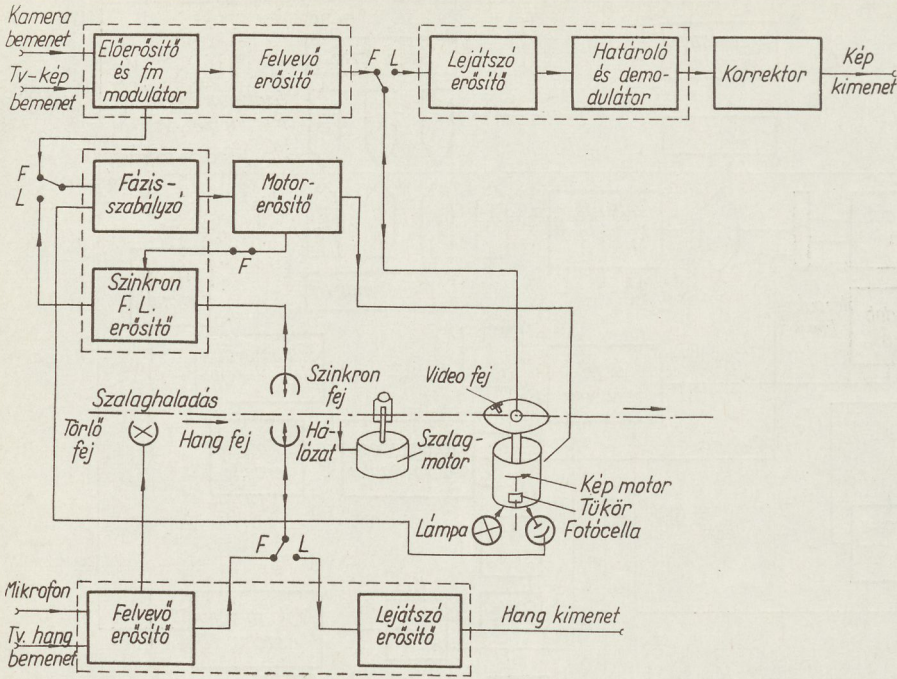 Kamera
bemenet
Tv-kép
bemenet
Előerősítő
és fm
modulátor
Felvevő
erősítő
F L
Lejátszó
erősítő
Határoló
és demo-
dulátor
Korrektor
Kép
kimenet
F
L
Fázis-
szabályzó
Motor-
erősítő
F
Szinkron
F. L.
erősítő
Szinkron
fej
Video fej
Szalaghaladás
Törlő
fej
Hang fej
Há-
lózat
Szalag-
motor
Kép motor
Tükör
Lámpa
Fotócella
F L
Mikrofon
Tv. hang
bemenet
Felvevő
erősítő
Lejátszó
erősítő
Hang kimenet